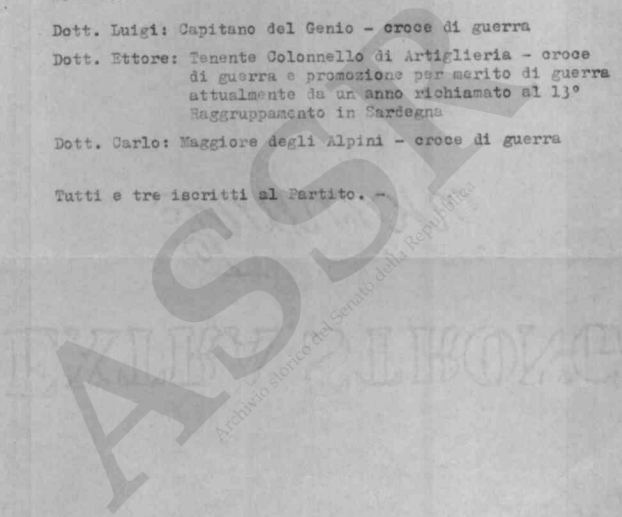 Dott. Luigi: Capitano del Genio - croce di guerra
Dott. Ettore: Tenente Colonnello di Artiglieria - croce
di guerra e promozione per merito di guerra
attualmente da un anno richiamato al 13°
Raggruppamento in Sardegna
Dott. Carlo: Maggiore degli Alpini - croce di guerra
Tutti e tre iscritti al Partito. -
ASSR
Archivio storico del Senato della Repubblica
EXTRA STRONG